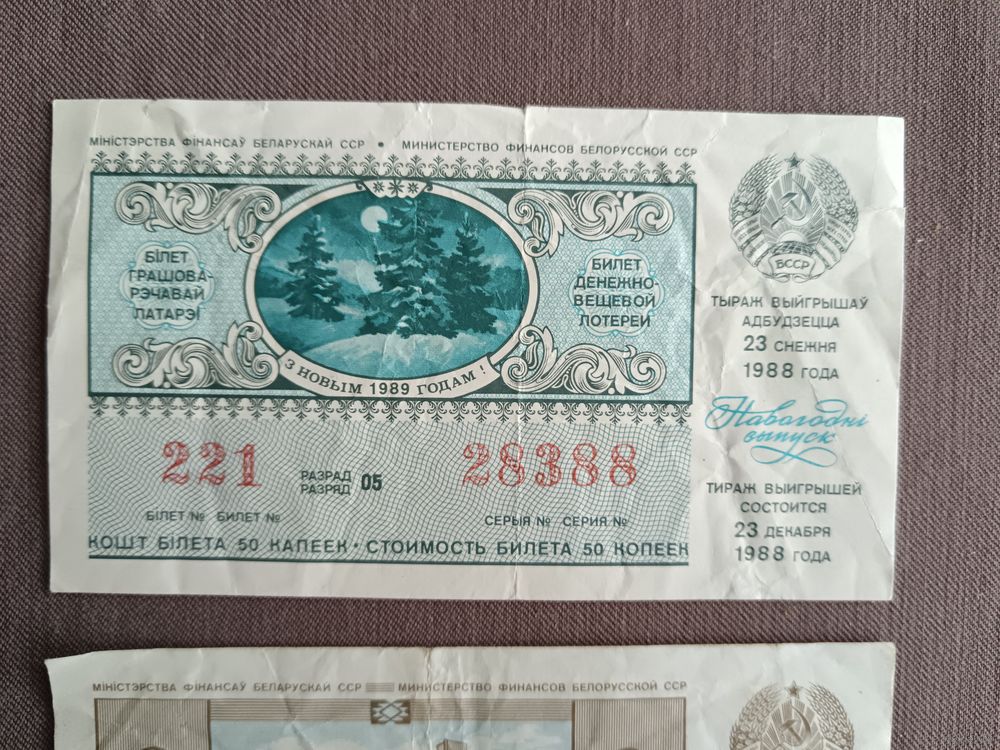 МІНІСТЭРСТВА ФІНАНСАЎ БЕЛАРУСКАЙ ССР • МИНИСТЕРСТВО ФИНАНСОВ БЕЛОРУССКОЙ ССР
БІЛЕТ
ГРАШОВА-
РЭЧАВАЙ
ЛАТАРЭІ
З НОВЫМ 1989 ГОДАМ!
БИЛЕТ
ДЕНЕЖНО-
ВЕЩЕВОЙ
ЛОТЕРЕИ
БССР
ТЫРАЖ ВЫЙГРЫШАЎ
АДБУДЗЕЦЦА
23 СНЕЖНЯ
1988 ГОДА
Навагодні
выпуск
ТИРАЖ ВЫИГРЫШЕЙ
СОСТОИТСЯ
23 ДЕКАБРЯ
1988 ГОДА
221
РАЗРАД
РАЗРЯД 05
28388
БІЛЕТ № БИЛЕТ №
СЕРЫЯ № СЕРИЯ №
КОШТ БІЛЕТА 50 КАПЕЕК • СТОИМОСТЬ БИЛЕТА 50 КОПЕЕК
МІНІСТЭРСТВА ФІНАНСАЎ БЕЛАРУСКАЙ ССР МИНИСТЕРСТВО ФИНАНСОВ БЕЛОРУССКОЙ ССР